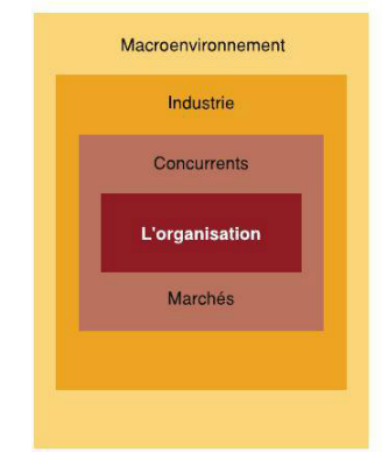 Macroenvironnement
Industrie
Concurrents
L'organisation
Marchés